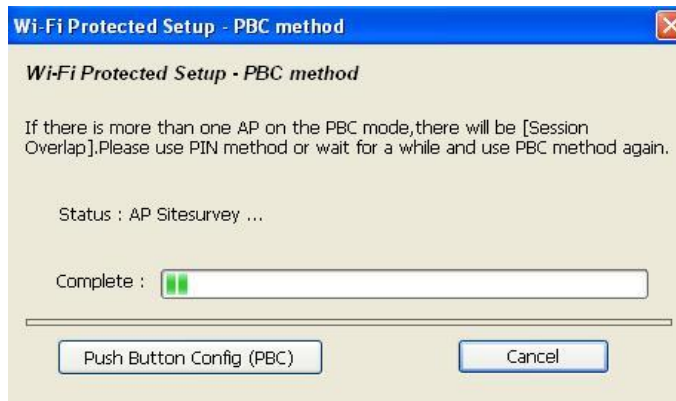 Wi-Fi Protected Setup - PBC method
Wi-Fi Protected Setup - PBC method
If there is more than one AP on the PBC mode,there will be [Session
Overlap].Please use PIN method or wait for a while and use PBC method again.
Status : AP Sitesurvey ...
Complete :
Push Button Config (PBC) Cancel